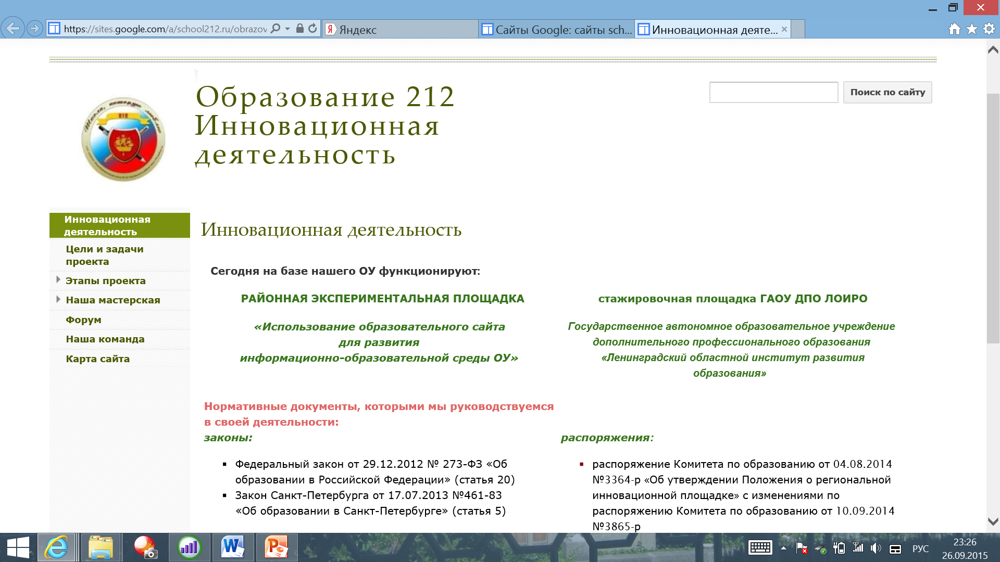 https://sites.google.com/a/school212.ru/obrazov
Яндекс
Сайты Google: сайты sch...
Инновационная деяте...
Образование 212
Инновационная
деятельность
Поиск по сайту
212
Инновационная
деятельность
Цели и задачи
проекта
Этапы проекта
Наша мастерская
Форум
Наша команда
Карта сайта
Инновационная деятельность
Сегодня на базе нашего ОУ функционируют:
РАЙОННАЯ ЭКСПЕРИМЕНТАЛЬНАЯ ПЛОЩАДКА
«Использование образовательного сайта
для развития
информационно-образовательной среды ОУ»
стажировочная площадка ГАОУ ДПО ЛОИРО
Государственное автономное образовательное учреждение
дополнительного профессионального образования
«Ленинградский областной институт развития
образования»
Нормативные документы, которыми мы руководствуемся
в своей деятельности:
законы:
Федеральный закон от 29.12.2012 № 273-ФЗ «Об
образовании в Российской Федерации» (статья 20)
Закон Санкт-Петербурга от 17.07.2013 №461-83
«Об образовании в Санкт-Петербурге» (статья 5)
распоряжения:
распоряжение Комитета по образованию от 04.08.2014
№3364-р «Об утверждении Положения о региональной
инновационной площадке» с изменениями по
распоряжению Комитета по образованию от 10.09.2014
№3865-р
РУС
23:26
26.09.2015